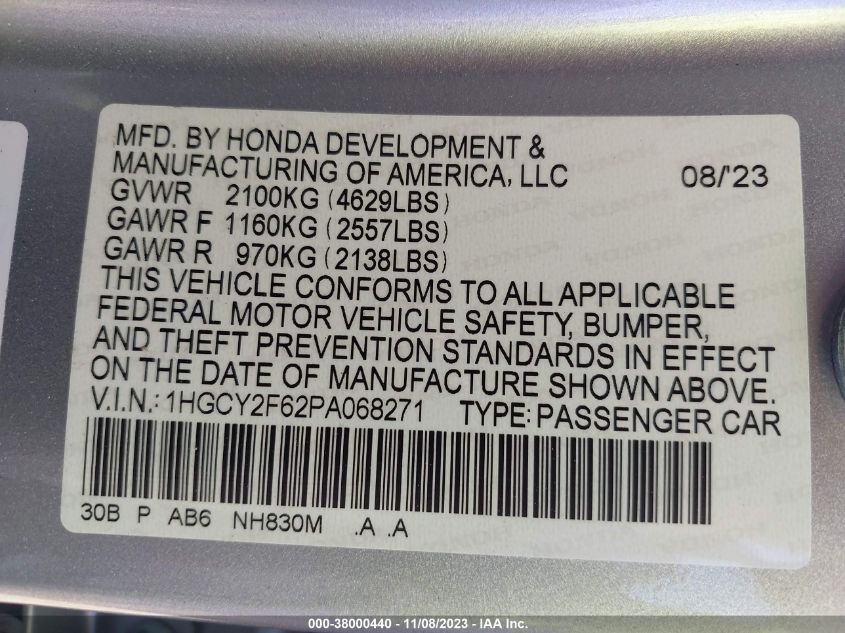 MFD. BY HONDA DEVELOPMENT &
MANUFACTURING OF AMERICA, LLC 08/'23
GVWR 2100KG (4629LBS)
GAWR F 1160KG (2557LBS)
GAWR R 970KG (2138LBS)
THIS VEHICLE CONFORMS TO ALL APPLICABLE
FEDERAL MOTOR VEHICLE SAFETY, BUMPER,
AND THEFT PREVENTION STANDARDS IN EFFECT
ON THE DATE OF MANUFACTURE SHOWN ABOVE.
V.I.N.: 1HGCY2F62PA068271 TYPE: PASSENGER CAR
30B P AB6 NH830M .A .A
000-38000440 - 11/08/2023 - IAA Inc.